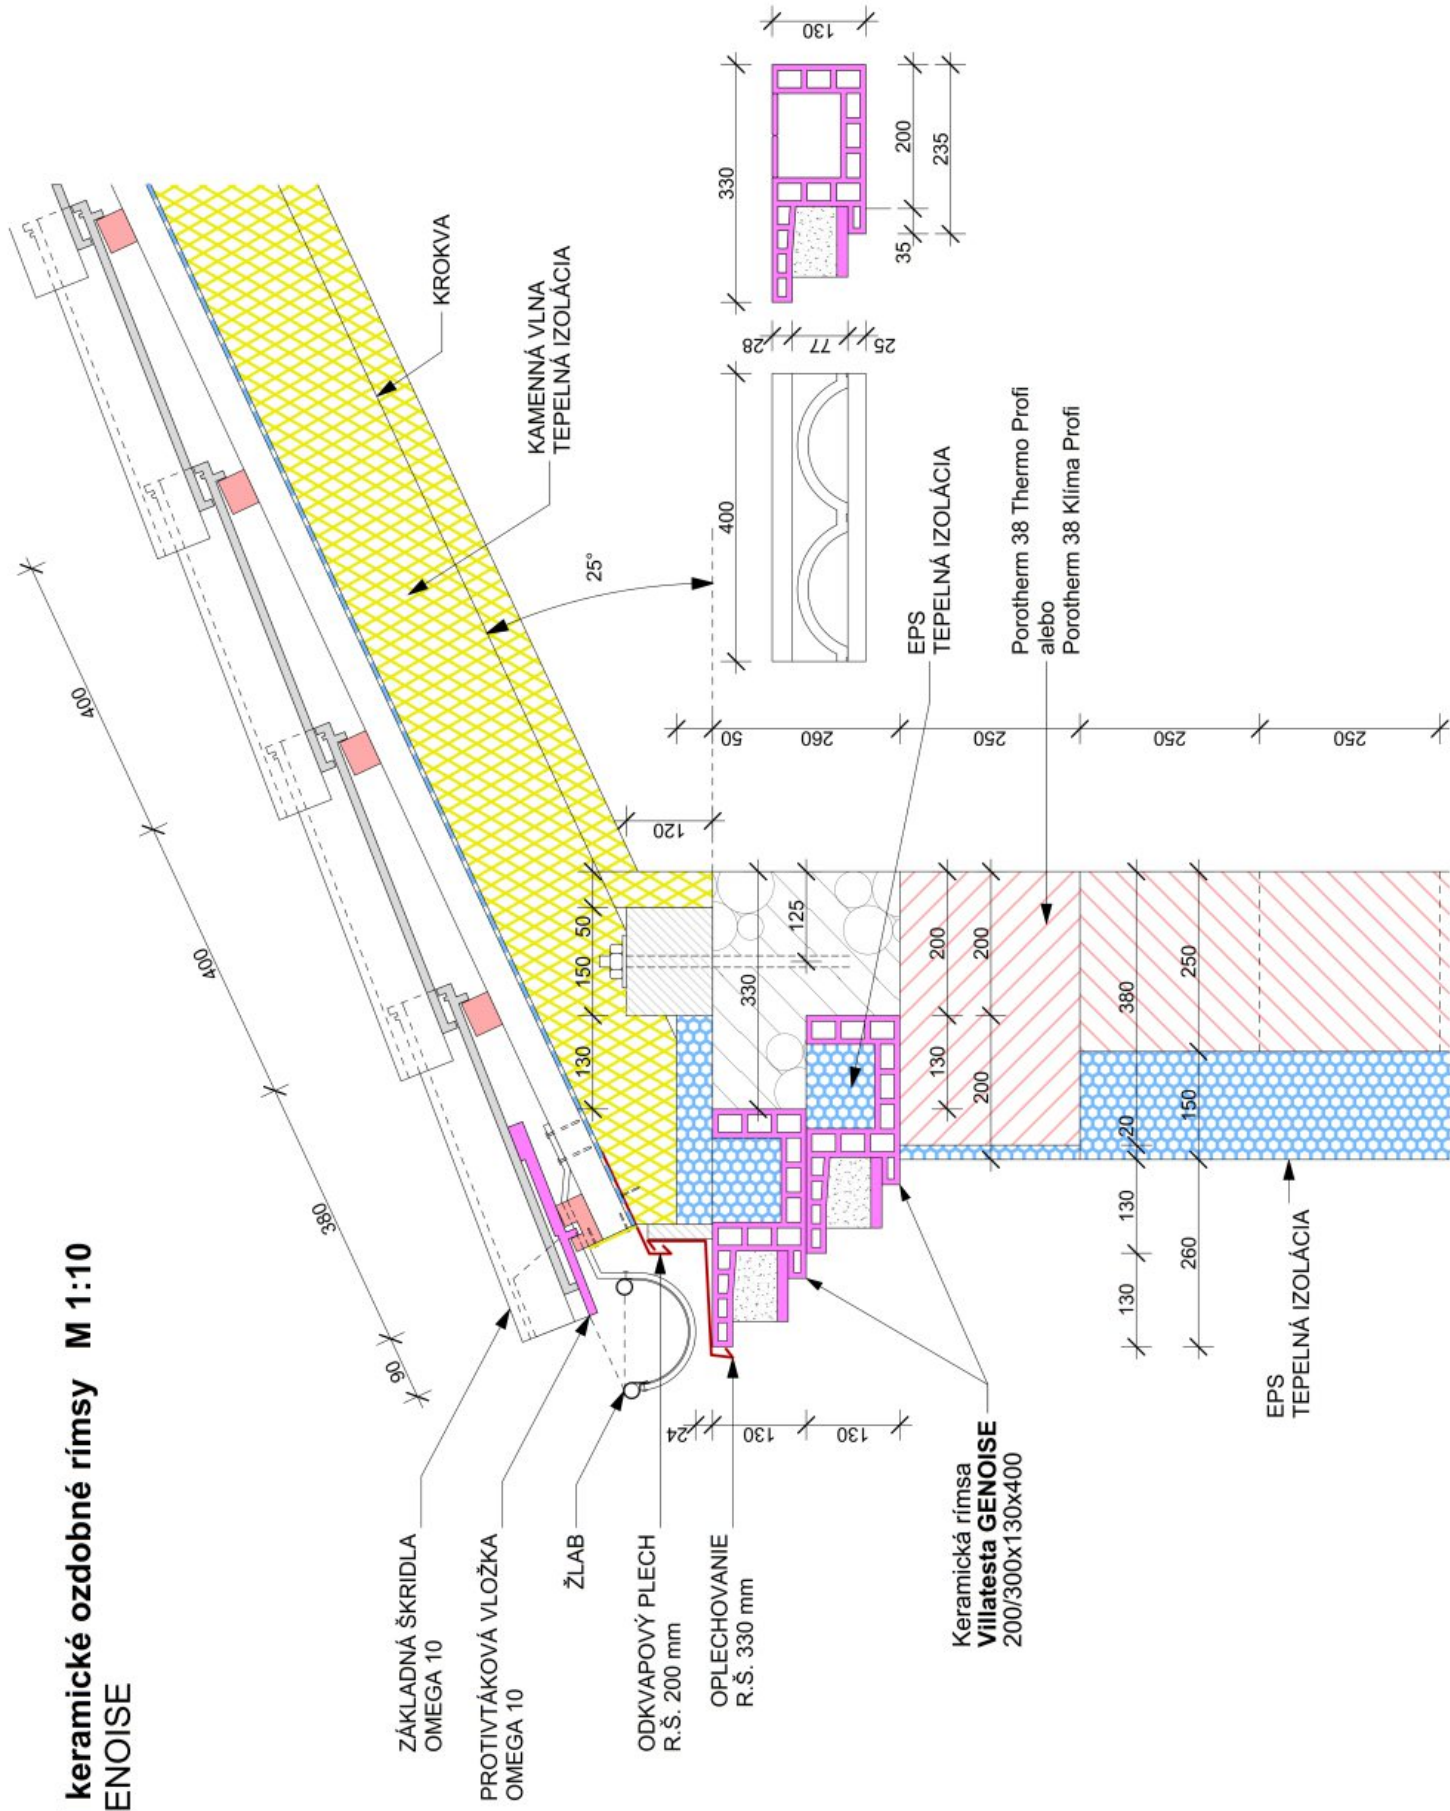 keramické ozdobné rímsy M 1:10
ENOISE
90
380
400
400
400
ZÁKLADNÁ ŠKRIDLA
OMEGA 10
PROTIVTÁKOVÁ VLOŽKA
OMEGA 10
ŽLAB
ODKVAPOVÝ PLECH
R.Š. 200 mm
OPLECHOVANIE
R.Š. 330 mm
Keramická rímsa
Villatesta GENOISE
200/300x130x400
EPS
TEPELNÁ IZOLÁCIA
KROKVA
KAMENNÁ VLNA
TEPELNÁ IZOLÁCIA
25°
EPS
TEPELNÁ IZOLÁCIA
Porotherm 38 Thermo Profi
alebo
Porotherm 38 Klíma Profi
130
150
50
120
330
125
24
130
130
130
200
200
200
130
130
20
380
260
150
250
50
260
250
250
250
400
28
77
25
330
130
35
200
235